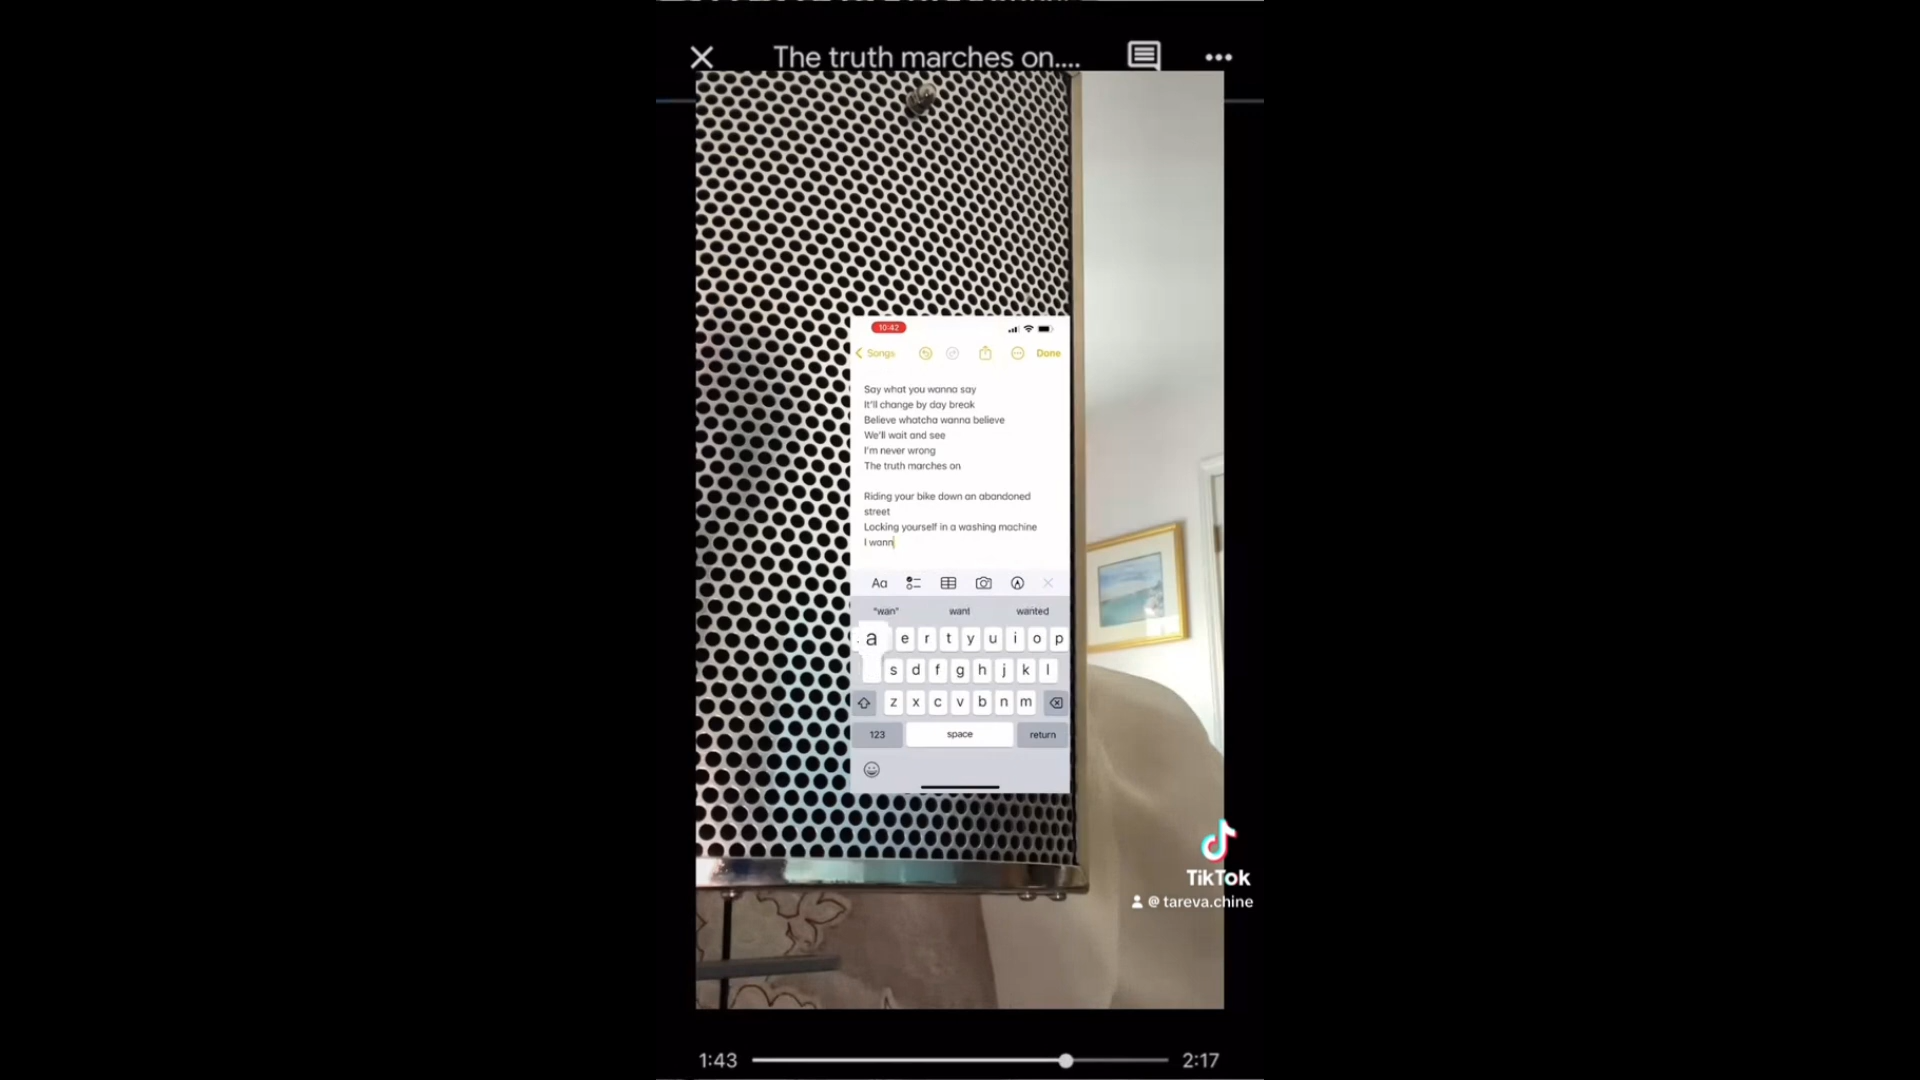 The truth marches on....
10:42
Songs
Done
Say what you wanna say
It'll change by day break
Believe whatcha wanna believe
We'll wait and see
I'm never wrong
The truth marches on
Riding your bike down an abandoned
street
Locking yourself in a washing machine
I wann
Aa
"wan" want wanted
a e r t y u i o p
s d f g h j k l
z x c v b n m
123 space return
TikTok
@ tareva.chine
1:43 2:17